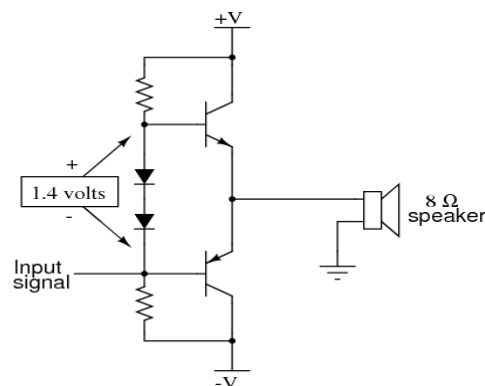 +V
+
1.4 volts
-
8 Ω
speaker
Input
signal
-V